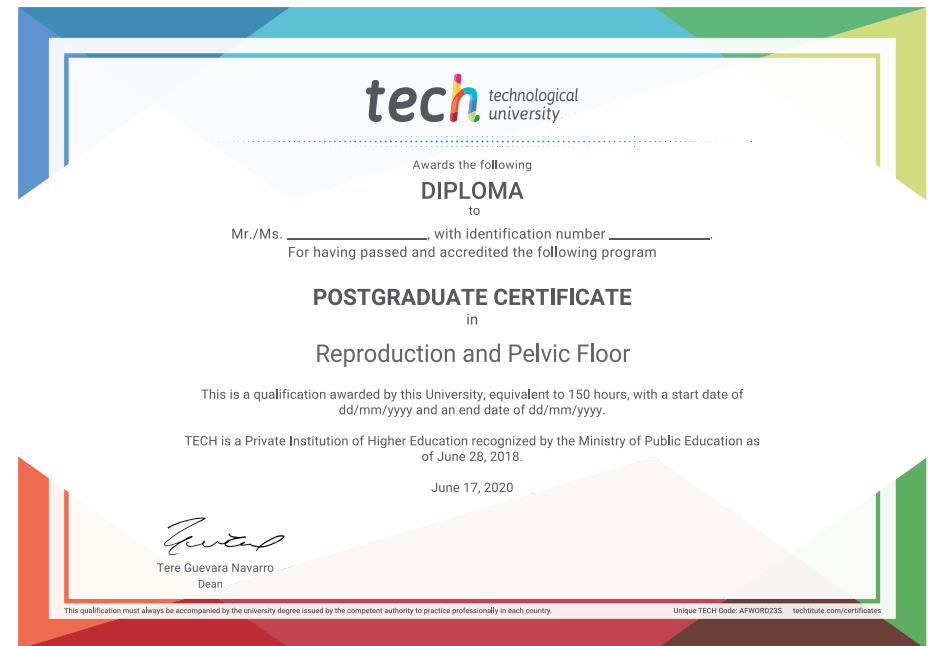 tech technological
university
Awards the following
DIPLOMA
to
Mr./Ms. ____________________, with identification number ______________.
For having passed and accredited the following program
POSTGRADUATE CERTIFICATE
in
Reproduction and Pelvic Floor
This is a qualification awarded by this University, equivalent to 150 hours, with a start date of
dd/mm/yyyy and an end date of dd/mm/yyyy.
TECH is a Private Institution of Higher Education recognized by the Ministry of Public Education as
of June 28, 2018.
June 17, 2020
Tere Guevara Navarro
Dean
This qualification must always be accompanied by the university degree issued by the competent authority to practice professionally in each country. Unique TECH Code: AFWORD23S techtitute.com/certificates